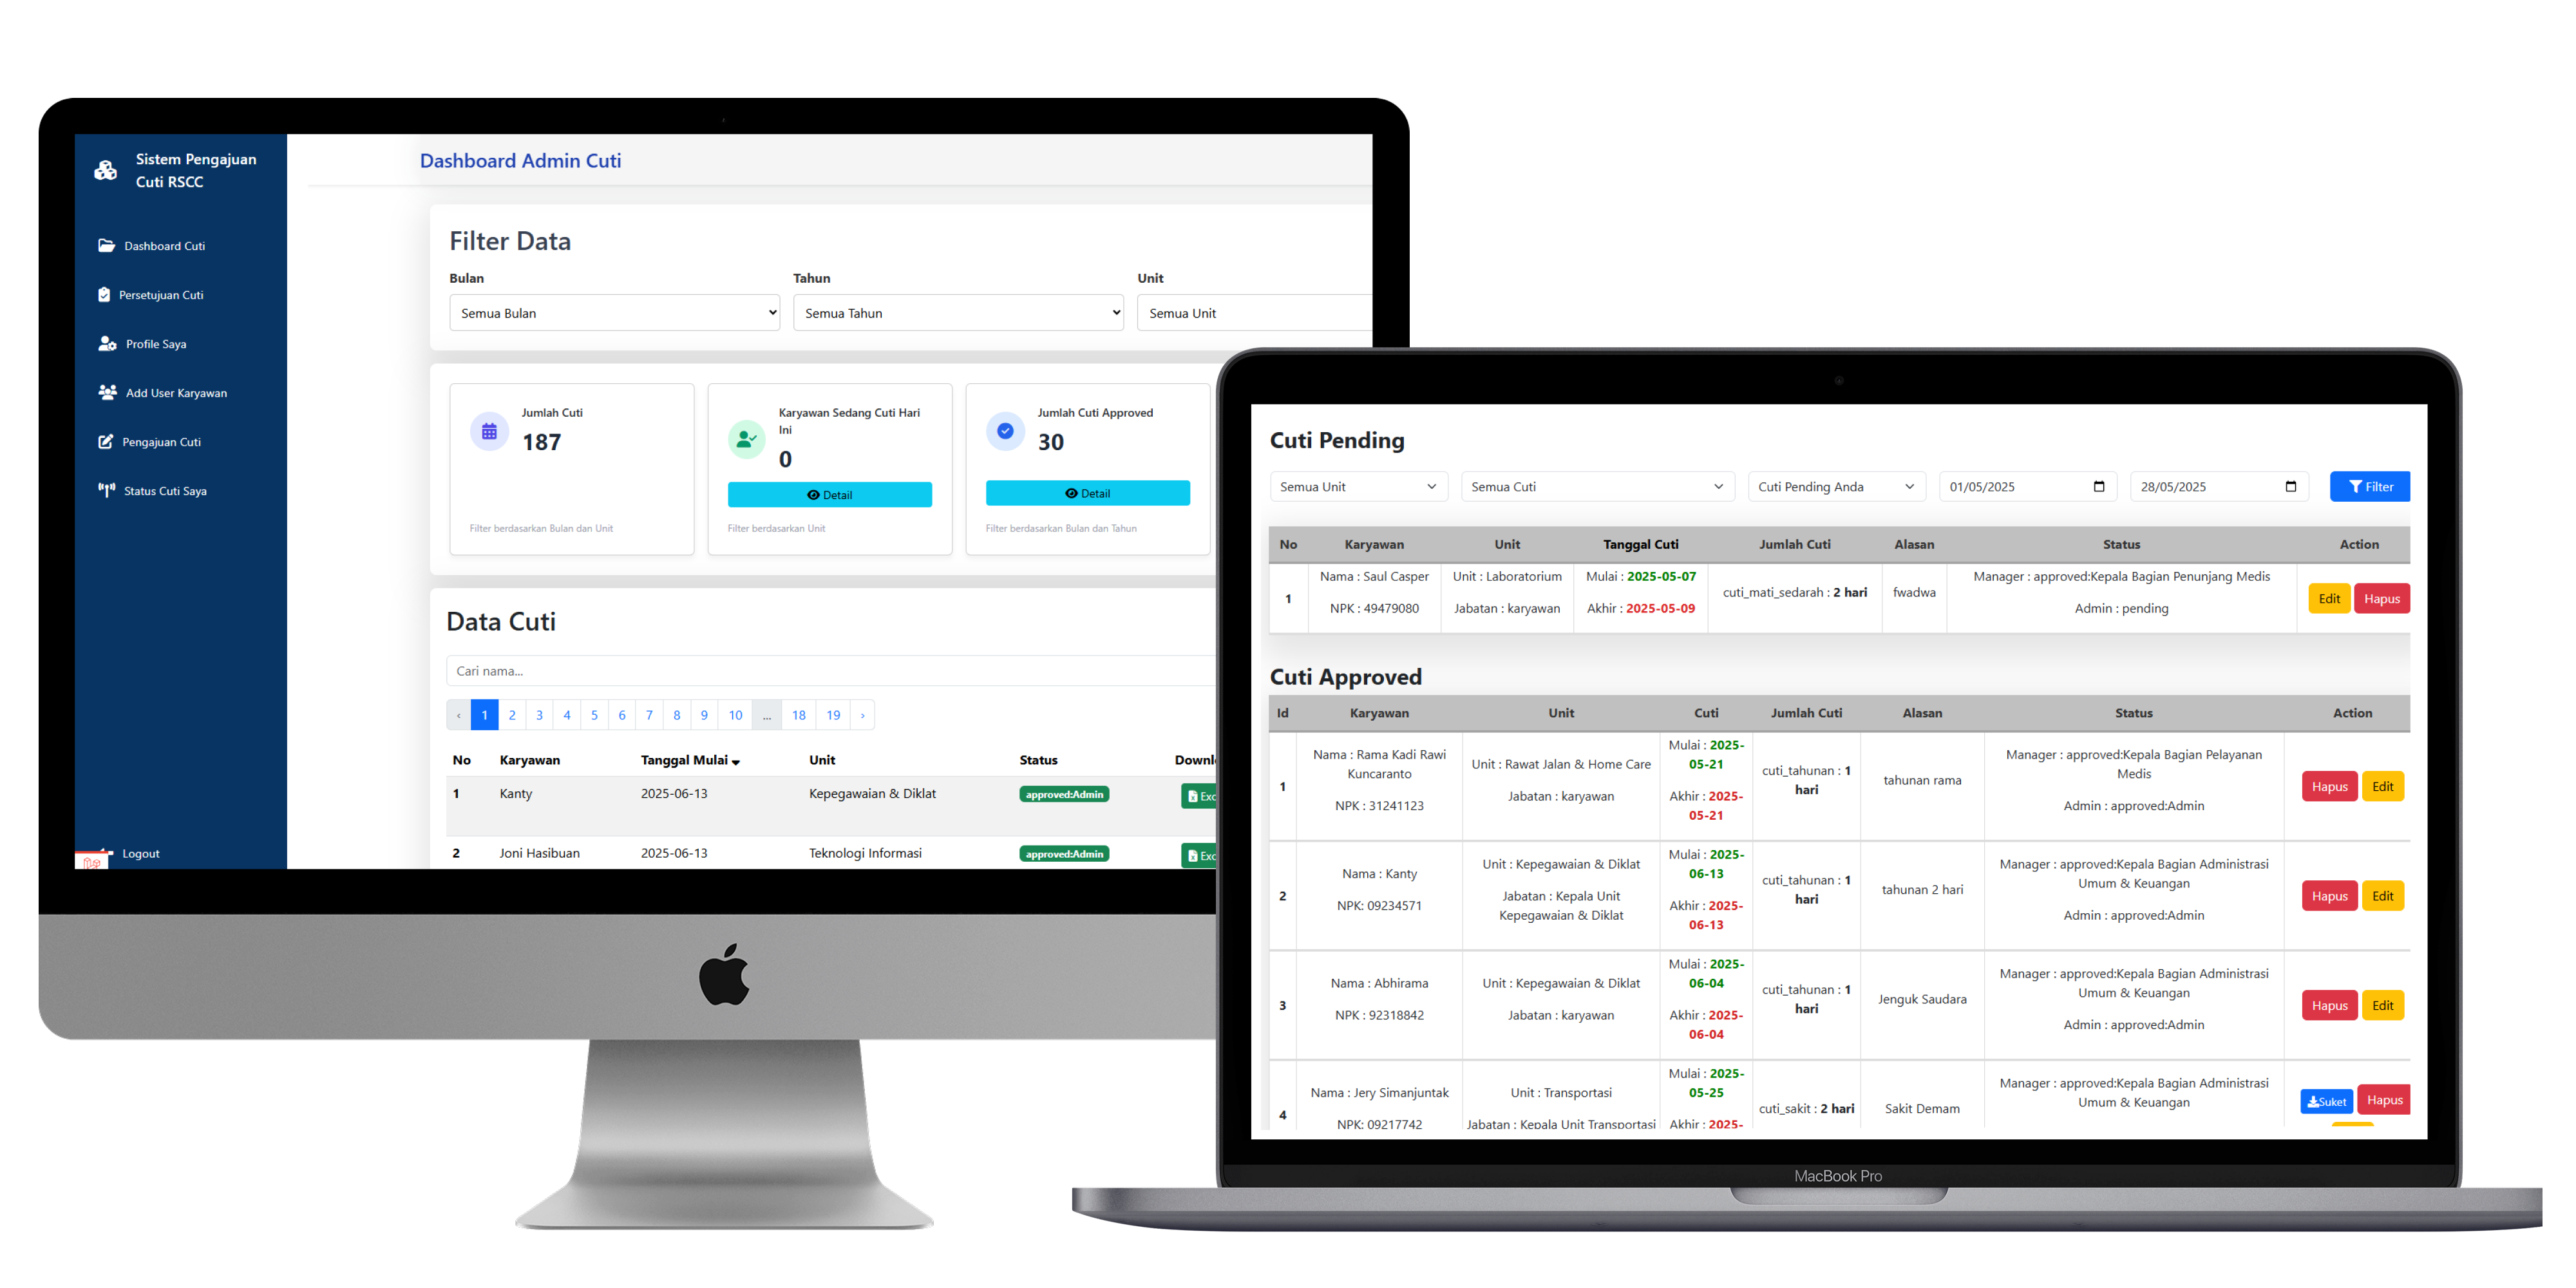 Sistem Pengajuan
Cuti RSCC
Dashboard Cuti
Persetujuan Cuti
Profile Saya
Add User Karyawan
Pengajuan Cuti
Status Cuti Saya
Logout
Dashboard Admin Cuti
Filter Data
Bulan Tahun Unit
Semua Bulan Semua Tahun Semua Unit
Jumlah Cuti
187
Filter berdasarkan Bulan dan Unit
Karyawan Sedang Cuti Hari
Ini
0
Detail
Filter berdasarkan Unit
Jumlah Cuti Approved
30
Detail
Filter berdasarkan Bulan dan Tahun
Data Cuti
Cari nama...
‹ 1 2 3 4 5 6 7 8 9 10 ... 18 19 ›
No Karyawan Tanggal Mulai Unit Status Downl
1 Kanty 2025-06-13 Kepegawaian & Diklat approved:Admin Exc
2 Joni Hasibuan 2025-06-13 Teknologi Informasi approved:Admin Exc
Cuti Pending
Semua Unit Semua Cuti Cuti Pending Anda 01/05/2025 28/05/2025 Filter
No Karyawan Unit Tanggal Cuti Jumlah Cuti Alasan Status Action
Nama : Saul Casper Unit : Laboratorium Mulai : 2025-05-07 Manager : approved:Kepala Bagian Penunjang Medis
1 cuti_mati_sedarah : 2 hari fwadwa Edit Hapus
NPK : 49479080 Jabatan : karyawan Akhir : 2025-05-09 Admin : pending
Cuti Approved
Id Karyawan Unit Cuti Jumlah Cuti Alasan Status Action
1
Nama : Rama Kadi Rawi
Kuncaranto
NPK : 31241123
Unit : Rawat Jalan & Home Care
Jabatan : karyawan
Mulai : 2025-
05-21
Akhir : 2025-
05-21
cuti_tahunan : 1
hari
tahunan rama
Manager : approved:Kepala Bagian Pelayanan
Medis
Admin : approved:Admin
Hapus Edit
2
Nama : Kanty
NPK: 09234571
Unit : Kepegawaian & Diklat
Jabatan : Kepala Unit
Kepegawaian & Diklat
Mulai : 2025-
06-13
Akhir : 2025-
06-13
cuti_tahunan : 1
hari
tahunan 2 hari
Manager : approved:Kepala Bagian Administrasi
Umum & Keuangan
Admin : approved:Admin
Hapus Edit
3
Nama : Abhirama
NPK : 92318842
Unit : Kepegawaian & Diklat
Jabatan : karyawan
Mulai : 2025-
06-04
Akhir : 2025-
06-04
cuti_tahunan : 1
hari
Jenguk Saudara
Manager : approved:Kepala Bagian Administrasi
Umum & Keuangan
Admin : approved:Admin
Hapus Edit
4
Nama : Jery Simanjuntak
NPK: 09217742
Unit : Transportasi
Jabatan : Kepala Unit Transportasi
Mulai : 2025-
05-25
Akhir : 2025-
cuti_sakit : 2 hari
Sakit Demam
Manager : approved:Kepala Bagian Administrasi
Umum & Keuangan
Suket Hapus
MacBook Pro